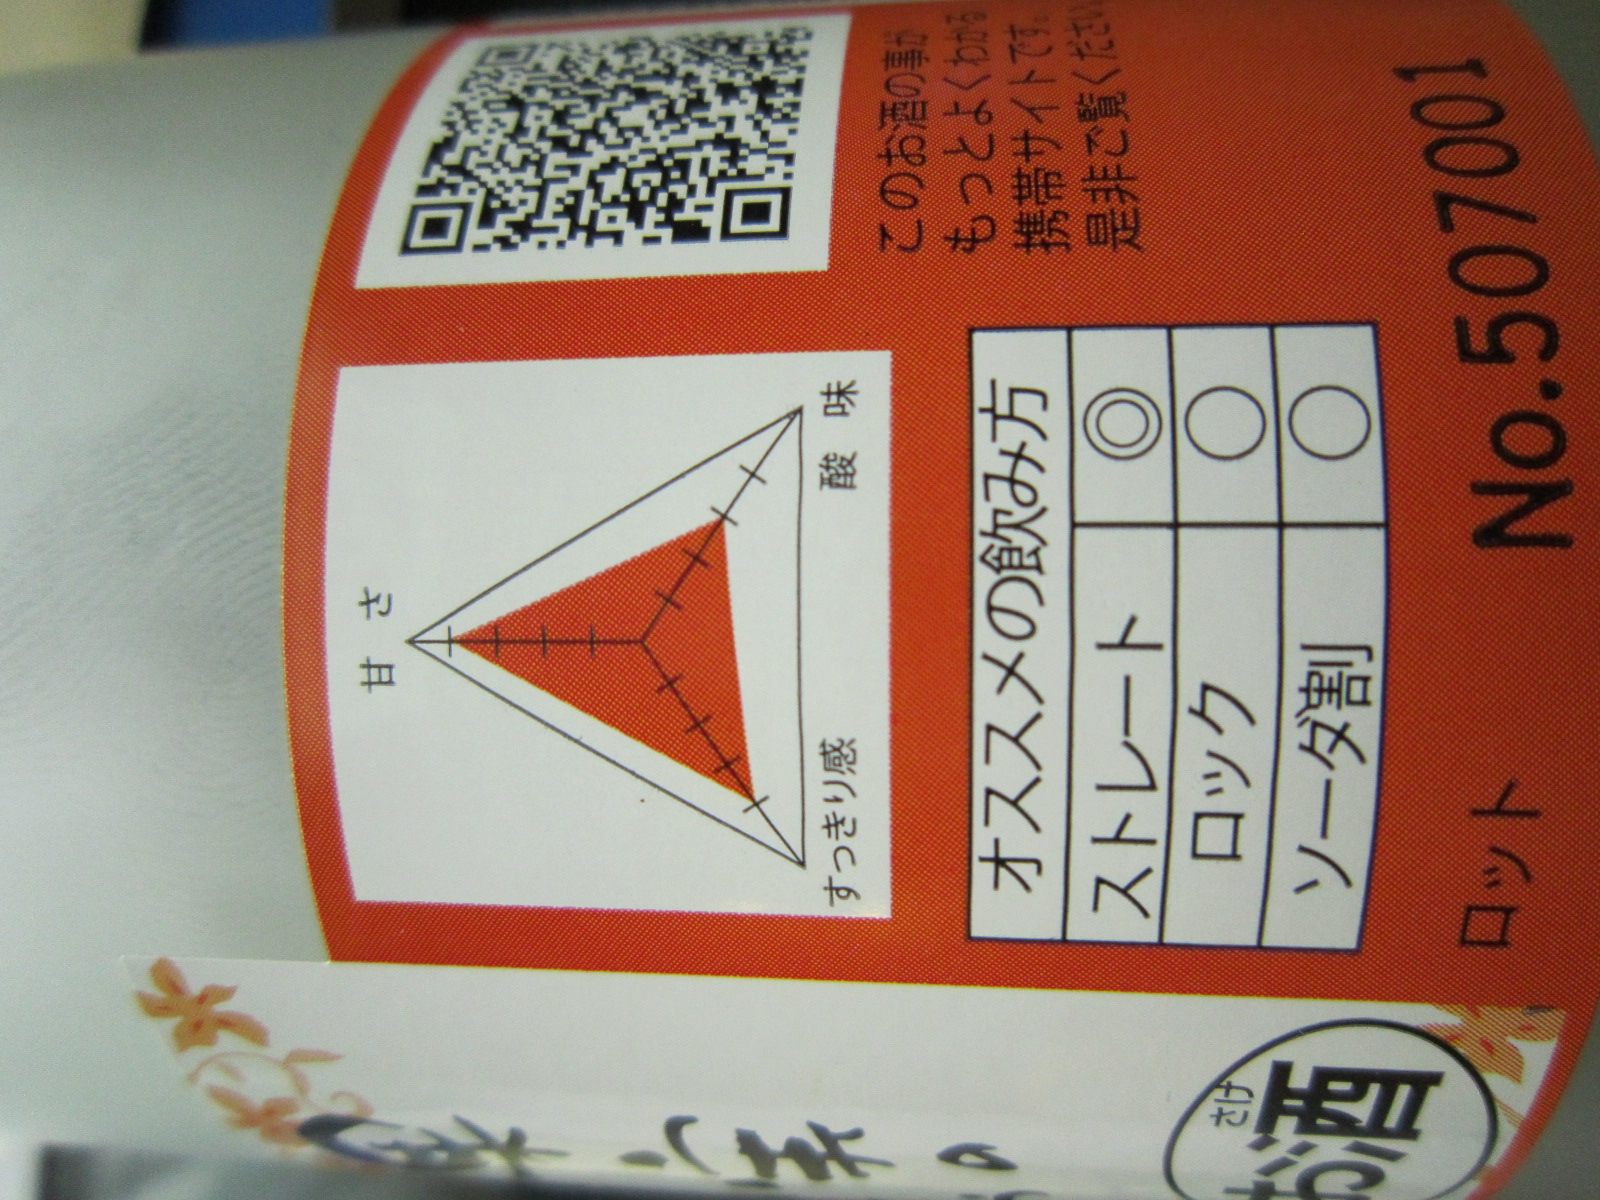 甘さ
すっきり感
酸味
このお酒の事が
もっとよくわかる
携帯サイトです。
是非ご覧ください
オススメの飲み方
ストレート ◎
ロック ○
ソーダ割 ○
ロット No.507001
さけ
お酒